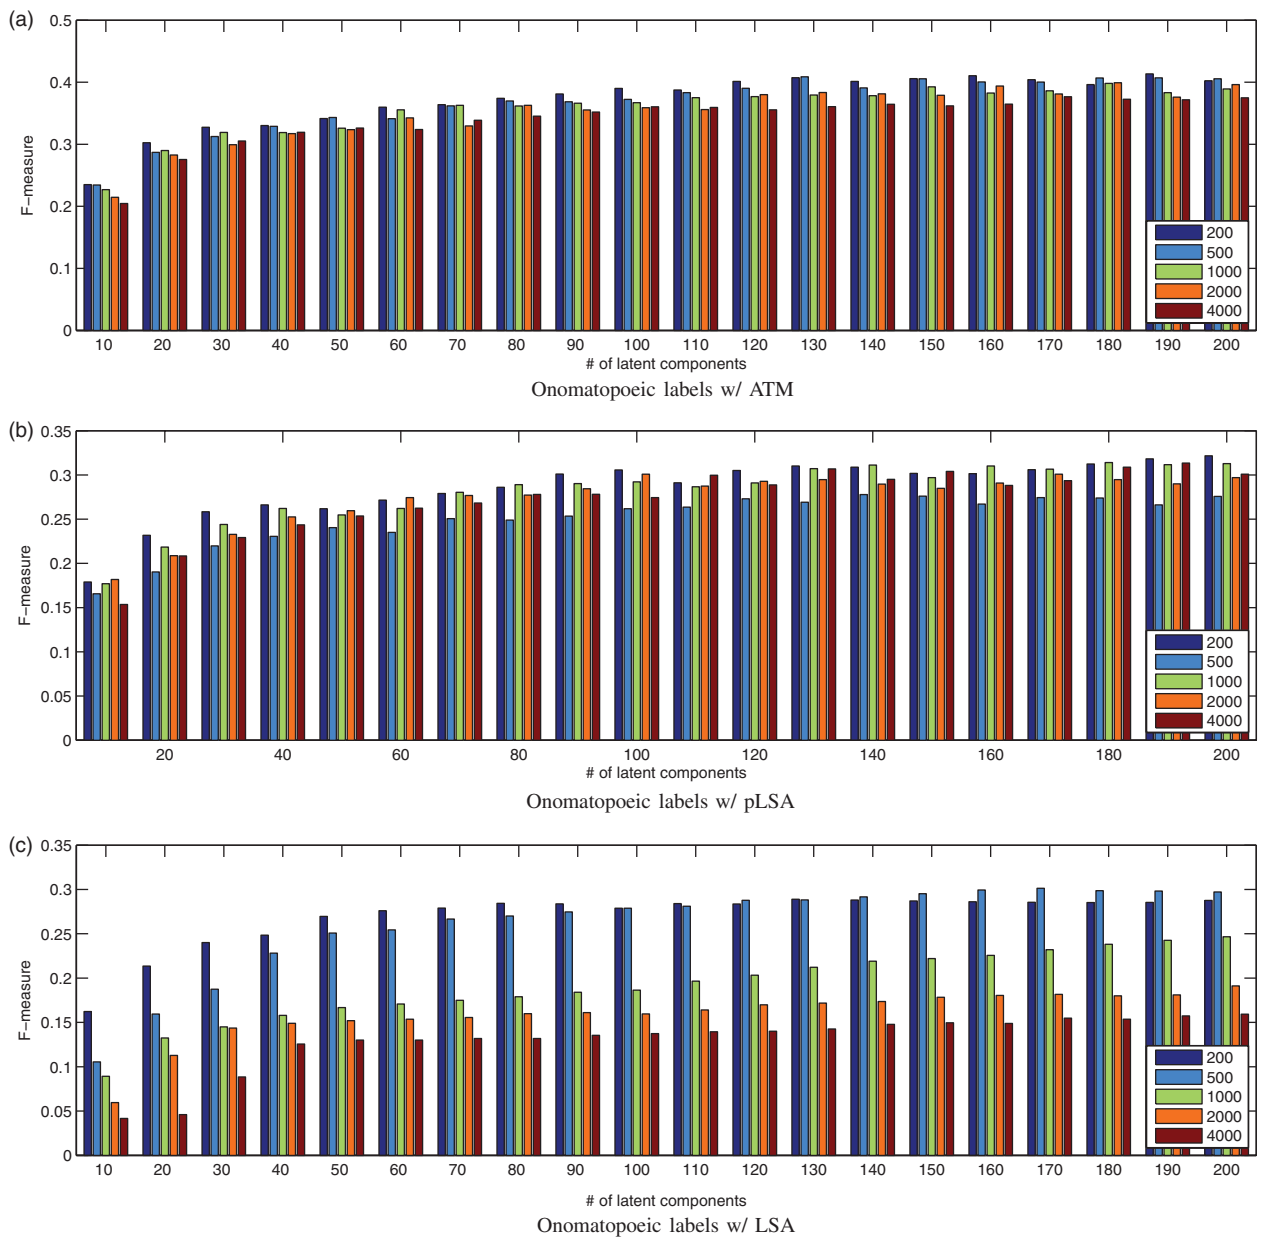 (a)
0.5
0.4
0.3
0.2
0.1
0
F-measure
200
500
1000
2000
4000
10 20 30 40 50 60 70 80 90 100 110 120 130 140 150 160 170 180 190 200
# of latent components
Onomatopoeic labels w/ ATM
(b)
0.35
0.3
0.25
0.2
0.15
0.1
0.05
0
F-measure
200
500
1000
2000
4000
20 40 60 80 100 120 140 160 180 200
# of latent components
Onomatopoeic labels w/ pLSA
(c)
0.35
0.3
0.25
0.2
0.15
0.1
0.05
0
F-measure
200
500
1000
2000
4000
10 20 30 40 50 60 70 80 90 100 110 120 130 140 150 160 170 180 190 200
# of latent components
Onomatopoeic labels w/ LSA